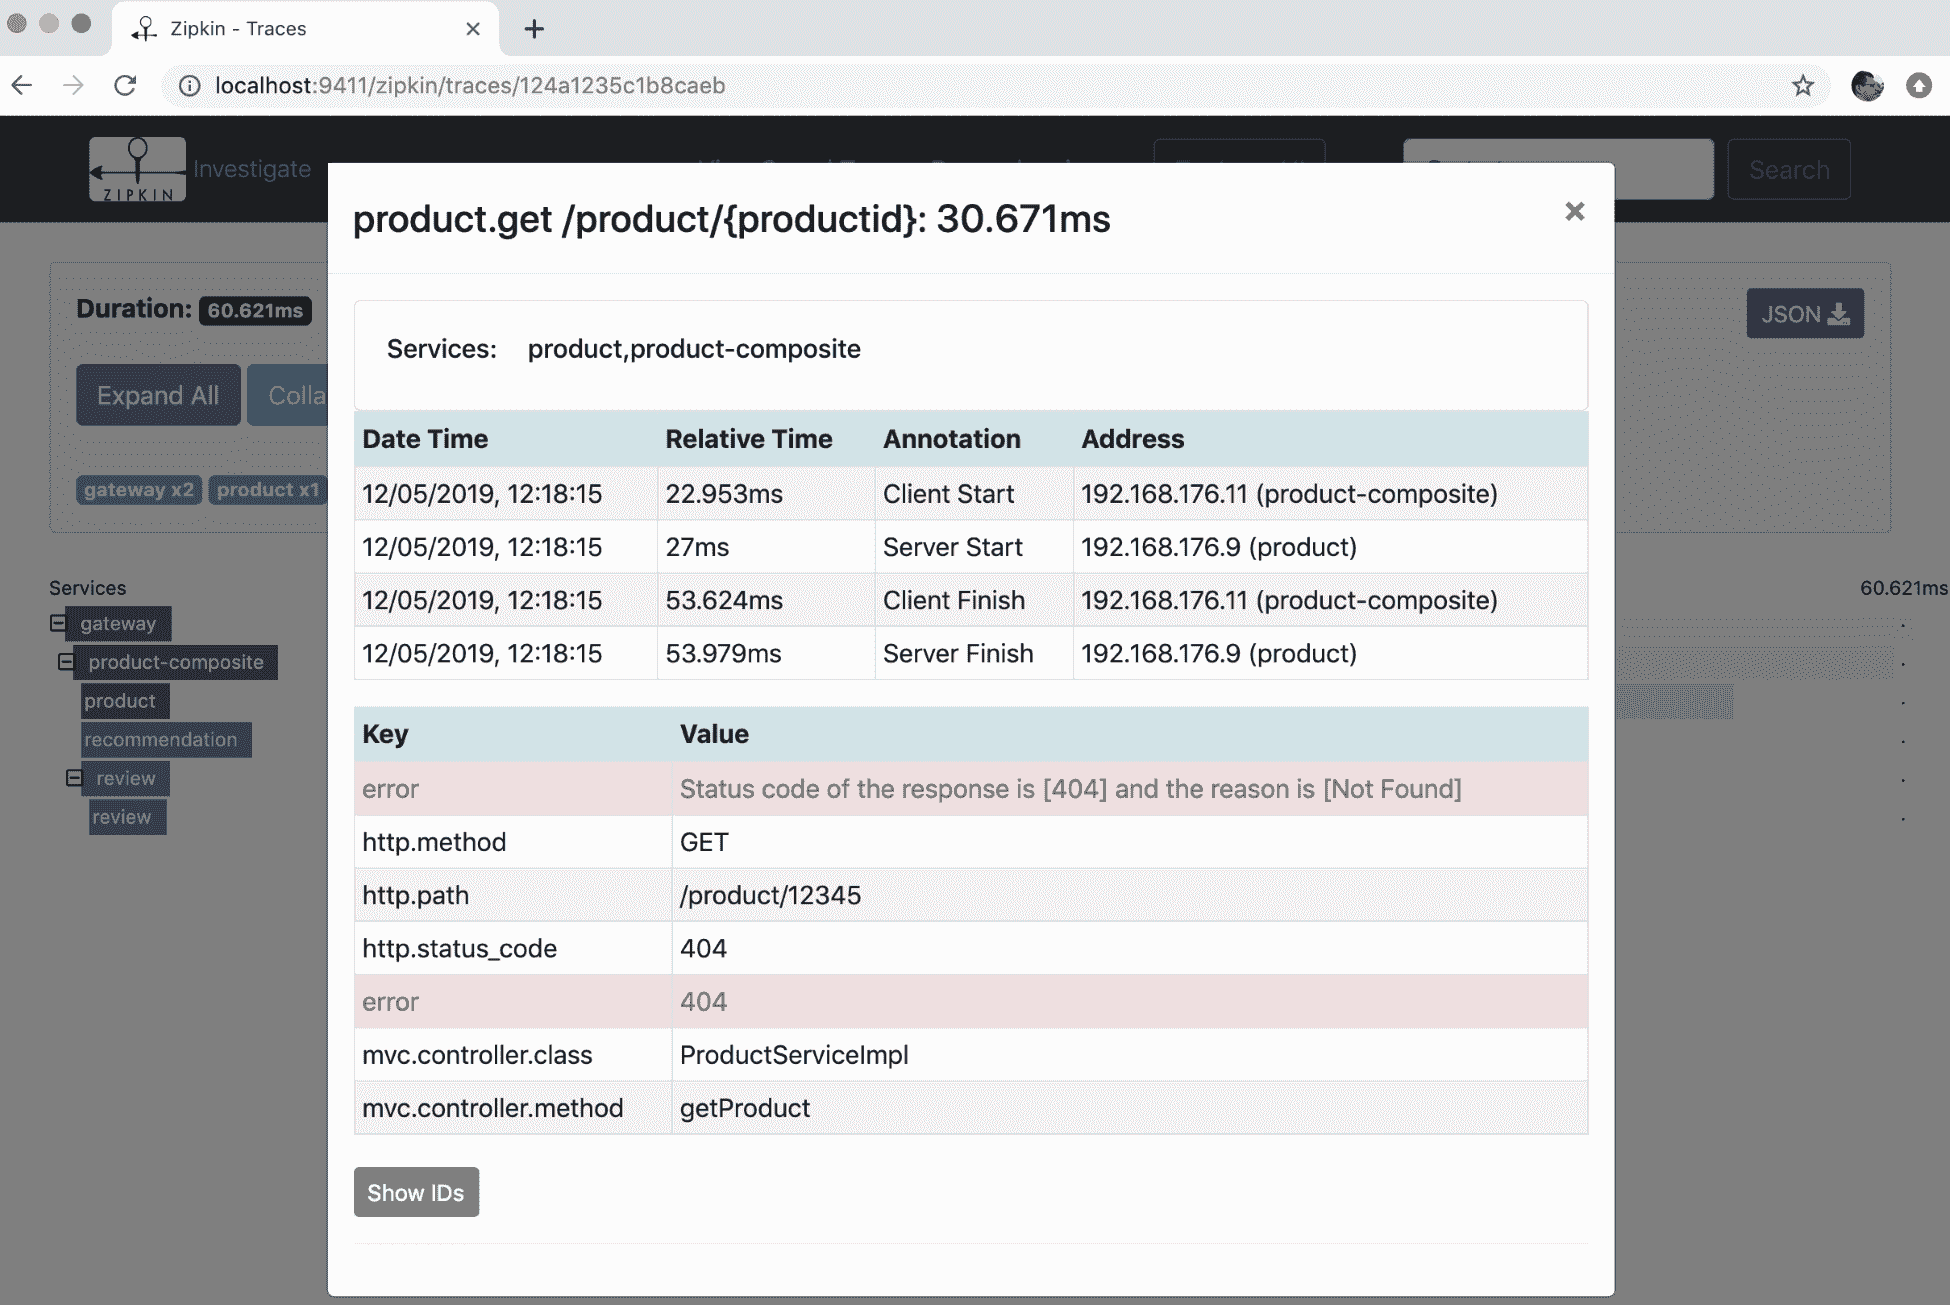 Zipkin - Traces
localhost:9411/zipkin/traces/124a1235c1b8caeb
ZIPKIN
Investigate
Search
product.get /product/{productid}: 30.671ms
Duration: 60.621ms
JSON
Services: product,product-composite
Expand All
Colla
Date Time Relative Time Annotation Address
12/05/2019, 12:18:15 22.953ms Client Start 192.168.176.11 (product-composite)
gateway x2 product x1
12/05/2019, 12:18:15 27ms Server Start 192.168.176.9 (product)
12/05/2019, 12:18:15 53.624ms Client Finish 192.168.176.11 (product-composite)
12/05/2019, 12:18:15 53.979ms Server Finish 192.168.176.9 (product)
Services
60.621ms
gateway
product-composite
product
recommendation
review
review
Key Value
error Status code of the response is [404] and the reason is [Not Found]
http.method GET
http.path /product/12345
http.status_code 404
error 404
mvc.controller.class ProductServiceImpl
mvc.controller.method getProduct
Show IDs